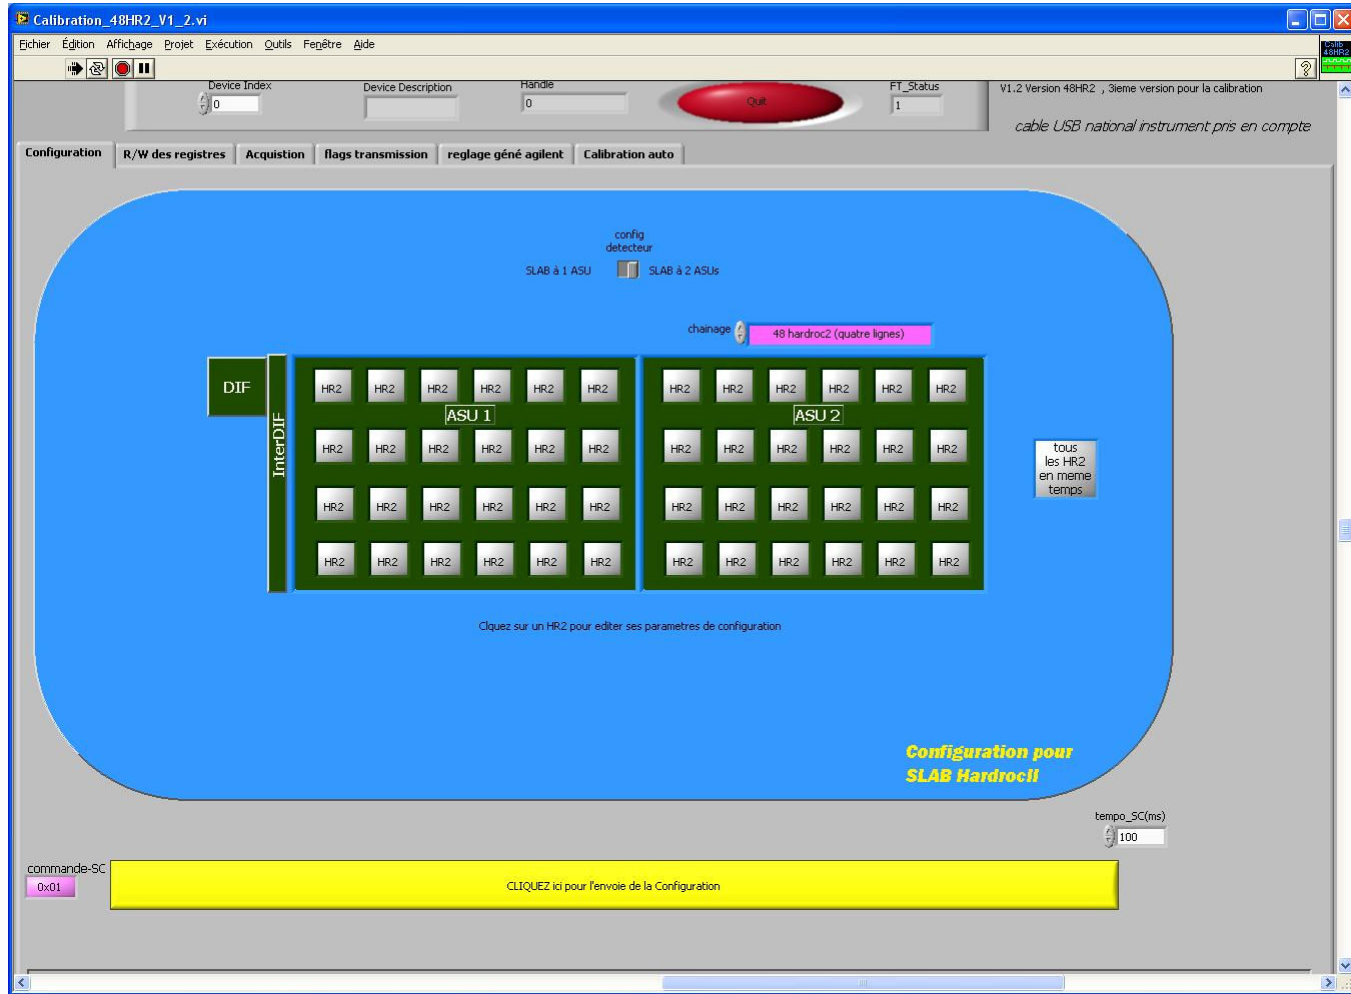 Calibration_48HR2_V1_2.vi
Fichier Édition Affichage Projet Exécution Outils Fenêtre Aide
Calib
48HR2
Device Index
0
Device Description
Handle
0
Quit
FT_Status
1
V1.2 Version 48HR2 , 3ieme version pour la calibration
cable USB national instrument pris en compte
Configuration R/W des registres Acquistion flags transmission reglage géné agilent Calibration auto
config
detecteur
SLAB à 1 ASU SLAB à 2 ASUs
chainage 48 hardroc2 (quatre lignes)
DIF
InterDIF
HR2 HR2 HR2 HR2 HR2 HR2 HR2 HR2 HR2 HR2 HR2 HR2
ASU 1 ASU 2
HR2 HR2 HR2 HR2 HR2 HR2 HR2 HR2 HR2 HR2 HR2 HR2
HR2 HR2 HR2 HR2 HR2 HR2 HR2 HR2 HR2 HR2 HR2 HR2
HR2 HR2 HR2 HR2 HR2 HR2 HR2 HR2 HR2 HR2 HR2 HR2
tous
les HR2
en meme
temps
Clquez sur un HR2 pour editer ses parametres de configuration
Configuration pour
SLAB HardrocII
tempo_SC(ms)
100
commande-SC
0x01
CLIQUEZ ici pour l'envoie de la Configuration